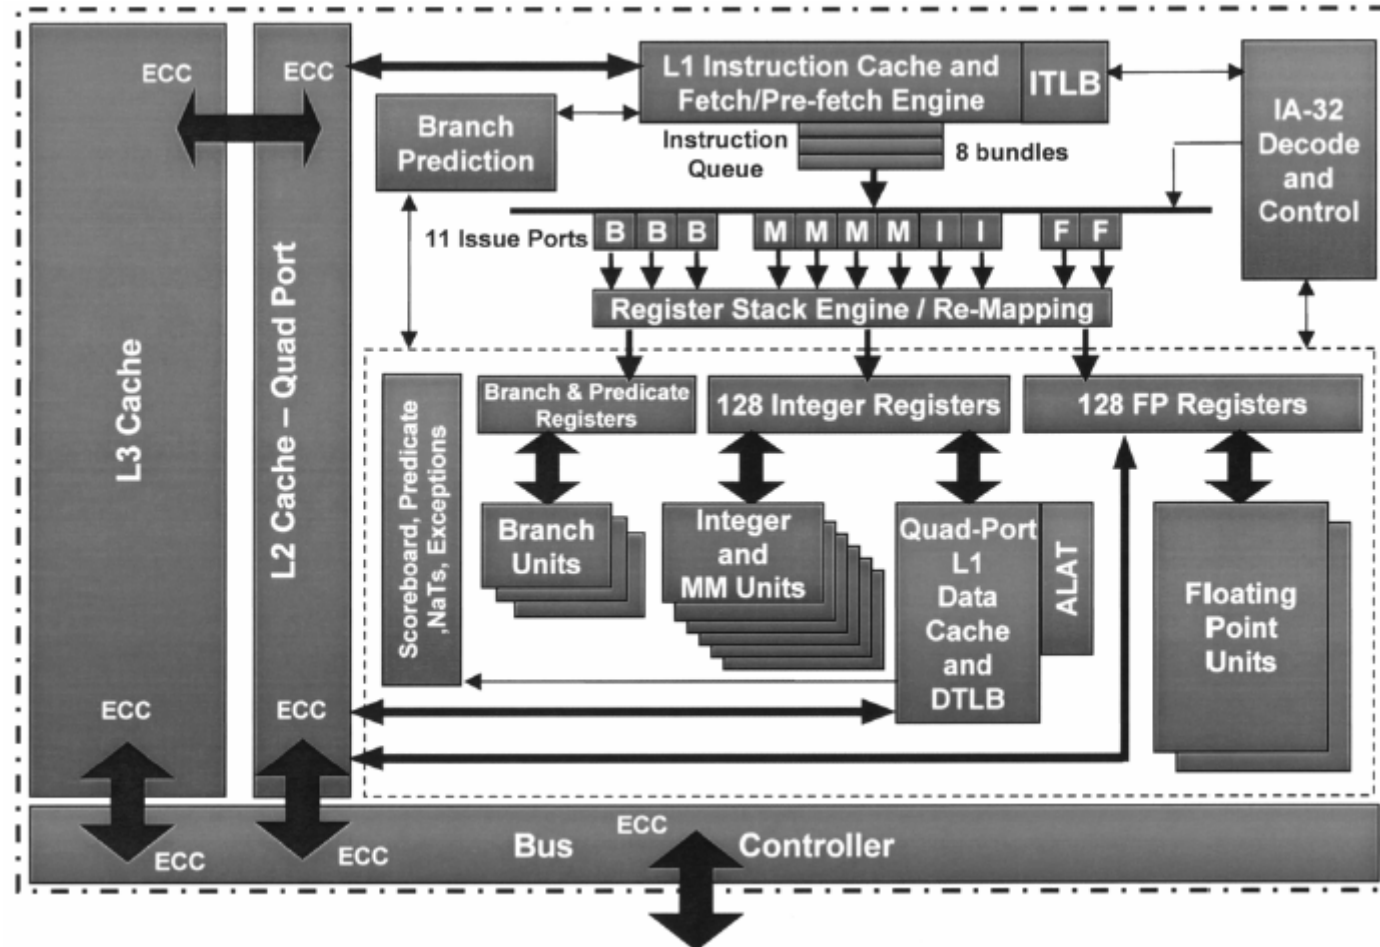 ECC
ECC
L1 Instruction Cache and
Fetch/Pre-fetch Engine
ITLB
IA-32
Decode
and
Control
Branch
Prediction
Instruction
Queue
8 bundles
11 Issue Ports
B B B M M M M I I F F
Register Stack Engine / Re-Mapping
L3 Cache
L2 Cache – Quad Port
Scoreboard, Predicate
,NaTs, Exceptions
Branch & Predicate
Registers
128 Integer Registers
128 FP Registers
Branch
Units
Integer
and
MM Units
Quad-Port
L1
Data
Cache
and
DTLB
ALAT
Floating
Point
Units
ECC
ECC
ECC
ECC
Bus
ECC
Controller